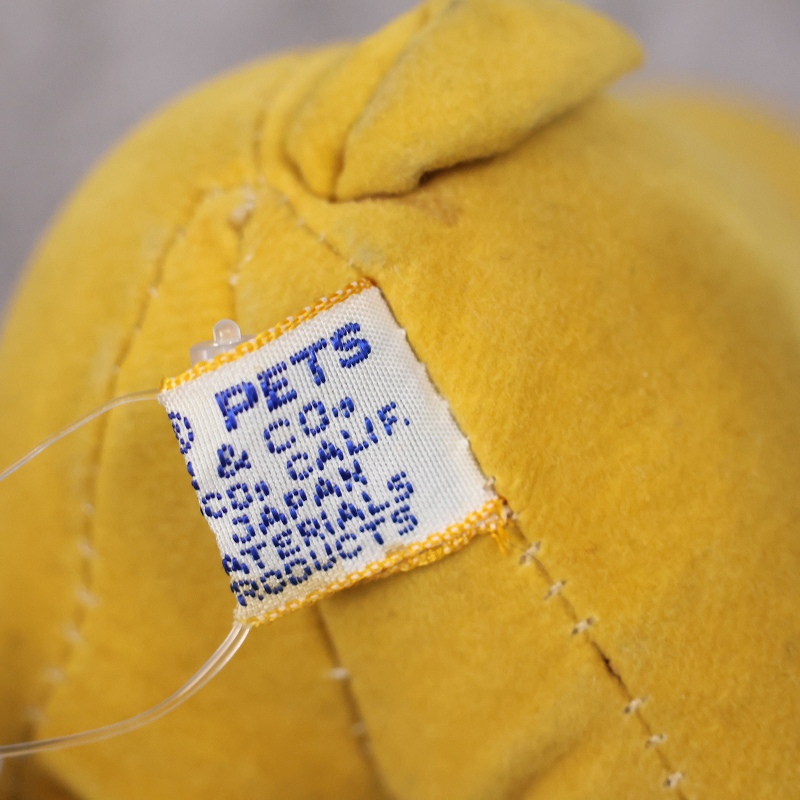 PETS
& CO., CALIF.
CO., JAPAN
ATERIALS
RODUCTS